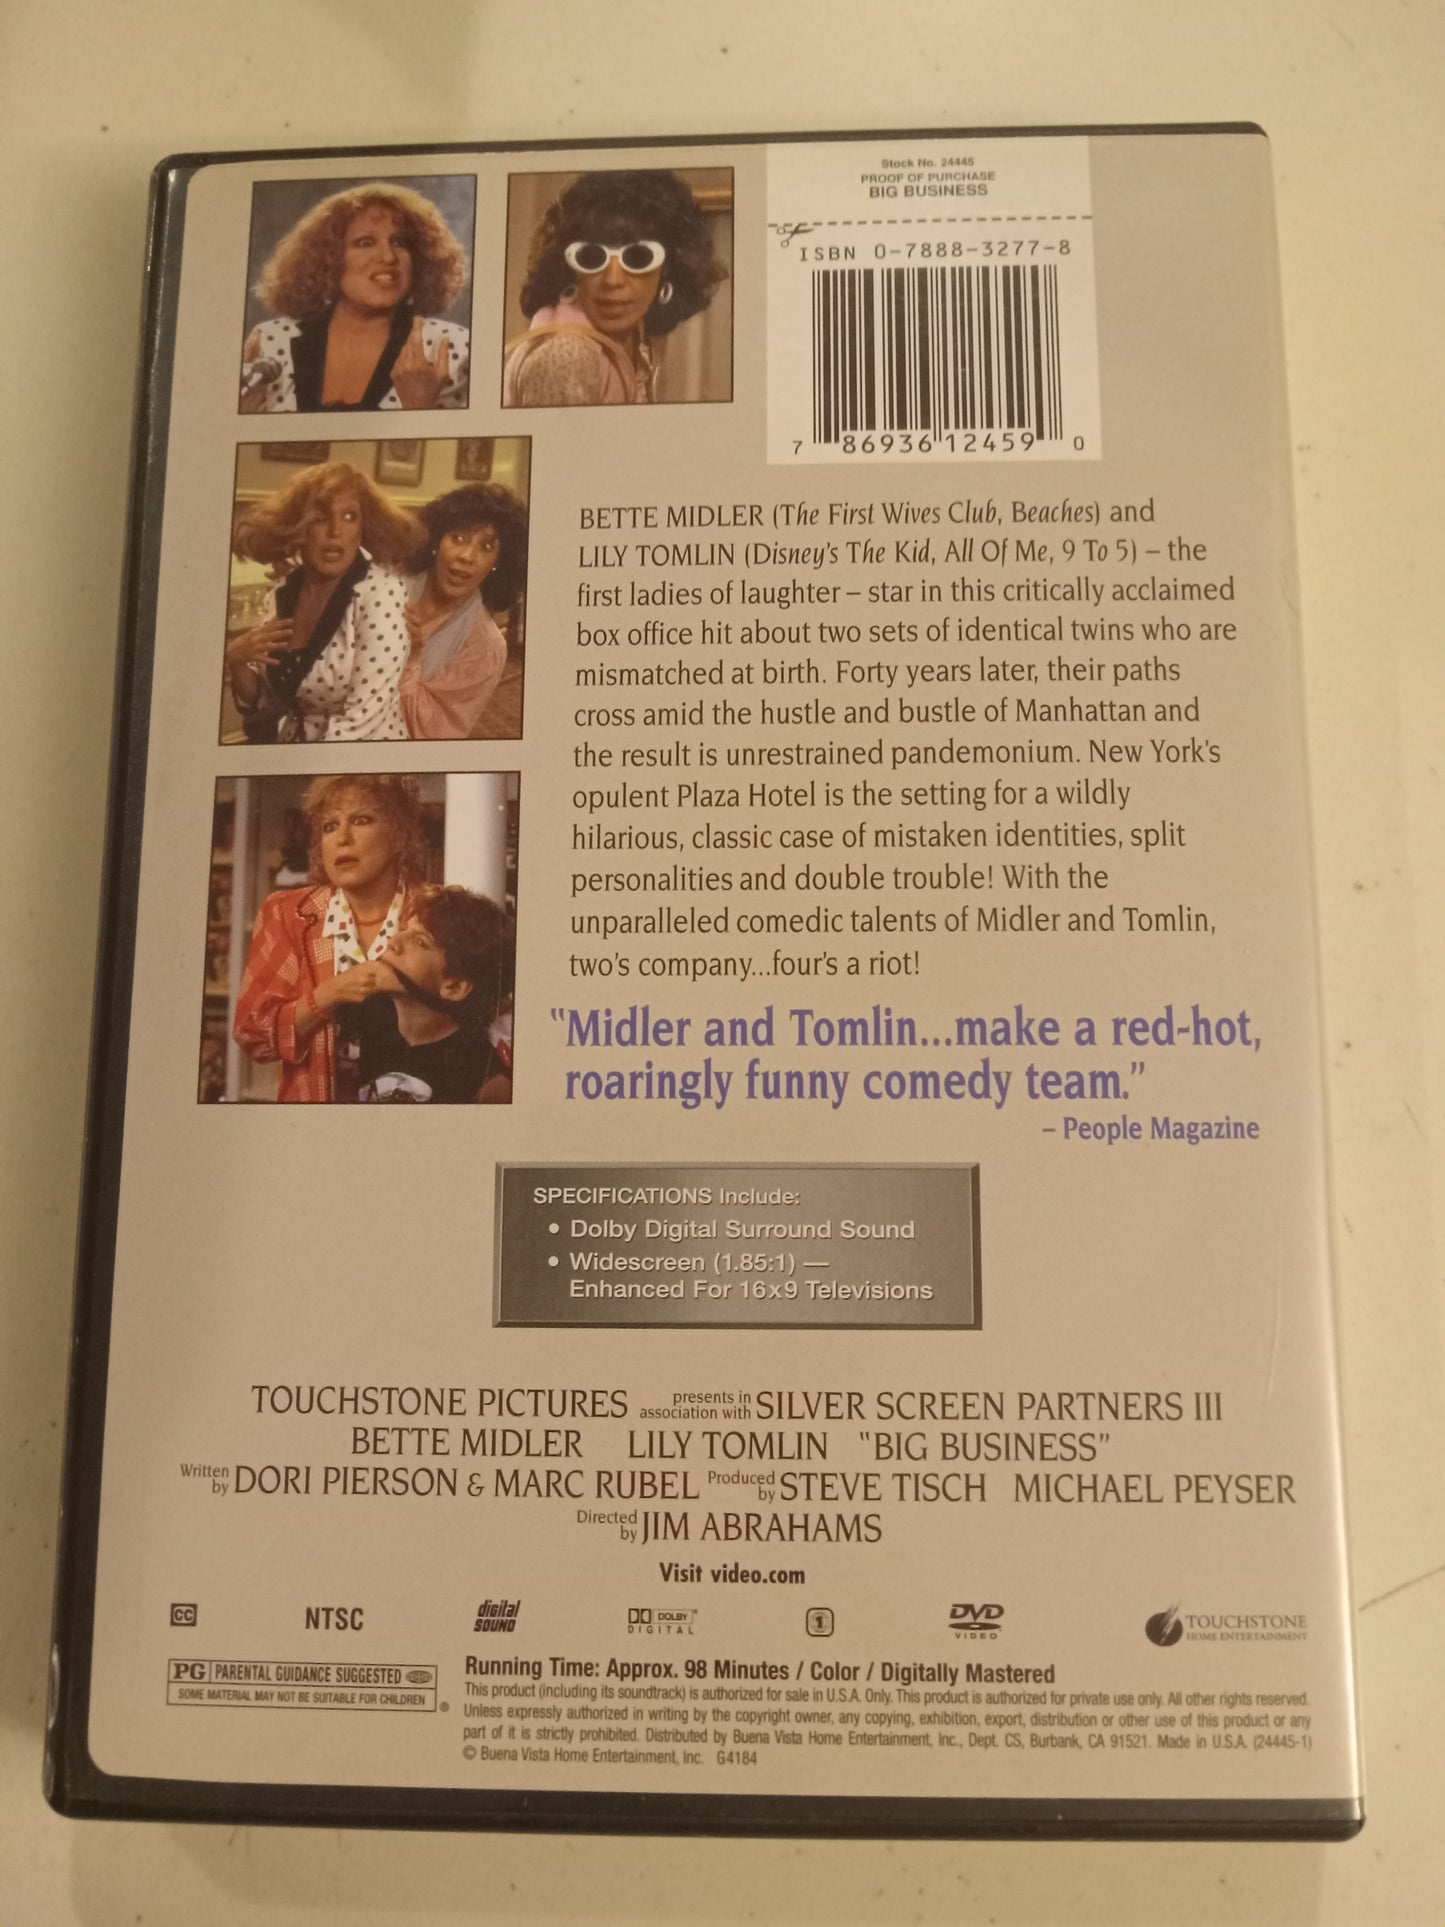 Stock No. 24445
PROOF OF PURCHASE
BIG BUSINESS
ISBN 0-7888-3277-8
7 86936 12459 0
BETTE MIDLER (The First Wives Club, Beaches) and
LILY TOMLIN (Disney's The Kid, All Of Me, 9 To 5) – the
first ladies of laughter – star in this critically acclaimed
box office hit about two sets of identical twins who are
mismatched at birth. Forty years later, their paths
cross amid the hustle and bustle of Manhattan and
the result is unrestrained pandemonium. New York's
opulent Plaza Hotel is the setting for a wildly
hilarious, classic case of mistaken identities, split
personalities and double trouble! With the
unparalleled comedic talents of Midler and Tomlin,
two's company...four's a riot!
"Midler and Tomlin...make a red-hot,
roaringly funny comedy team."
– People Magazine
SPECIFICATIONS Include:
• Dolby Digital Surround Sound
• Widescreen (1.85:1) —
Enhanced For 16x9 Televisions
TOUCHSTONE PICTURES presents in association with SILVER SCREEN PARTNERS III
BETTE MIDLER LILY TOMLIN "BIG BUSINESS"
Written by DORI PIERSON & MARC RUBEL Produced by STEVE TISCH MICHAEL PEYSER
Directed by JIM ABRAHAMS
Visit video.com
CC NTSC digital SOUND DOLBY DIGITAL 1 DVD VIDEO TOUCHSTONE HOME ENTERTAINMENT
PG PARENTAL GUIDANCE SUGGESTED
SOME MATERIAL MAY NOT BE SUITABLE FOR CHILDREN ®
Running Time: Approx. 98 Minutes / Color / Digitally Mastered
This product (including its soundtrack) is authorized for sale in U.S.A. Only. This product is authorized for private use only. All other rights reserved.
Unless expressly authorized in writing by the copyright owner, any copying, exhibition, export, distribution or other use of this product or any
part of it is strictly prohibited. Distributed by Buena Vista Home Entertainment, Inc., Dept. CS, Burbank, CA 91521. Made in U.S.A. (24445-1)
© Buena Vista Home Entertainment, Inc. G4184